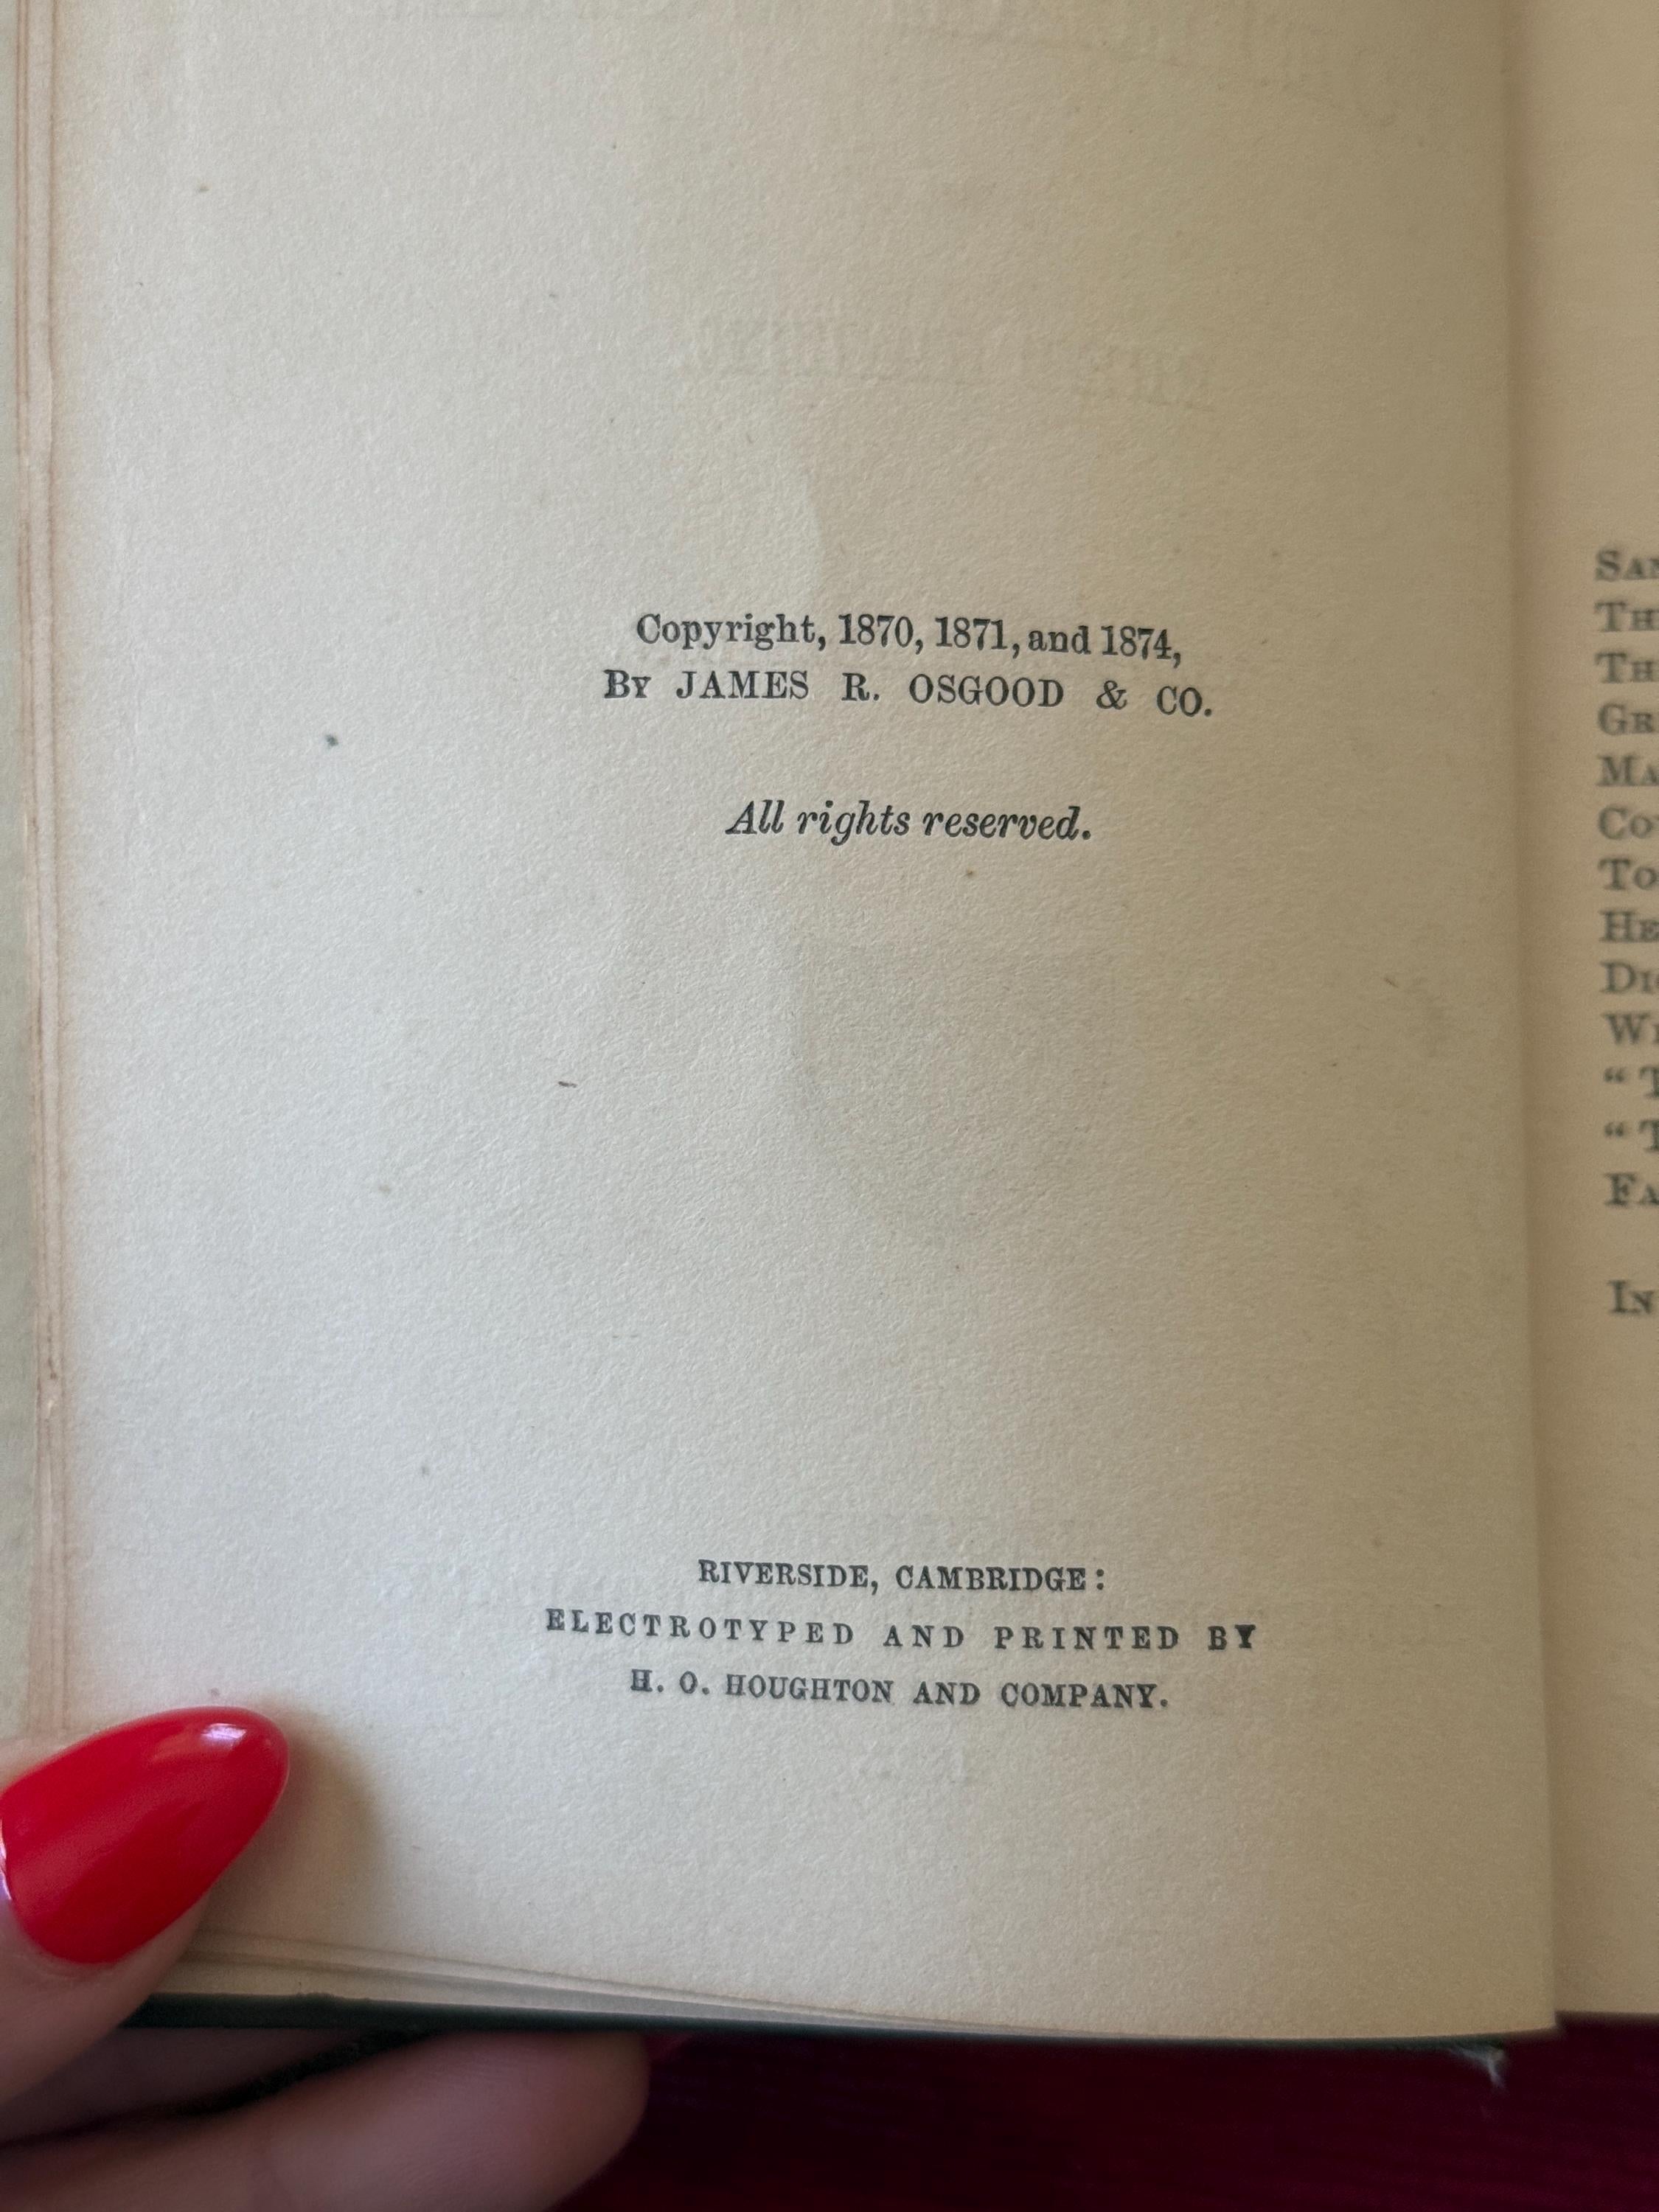 Copyright, 1870, 1871, and 1874,
BY JAMES R. OSGOOD & CO.
All rights reserved.
RIVERSIDE, CAMBRIDGE:
ELECTROTYPED AND PRINTED BY
H. O. HOUGHTON AND COMPANY.